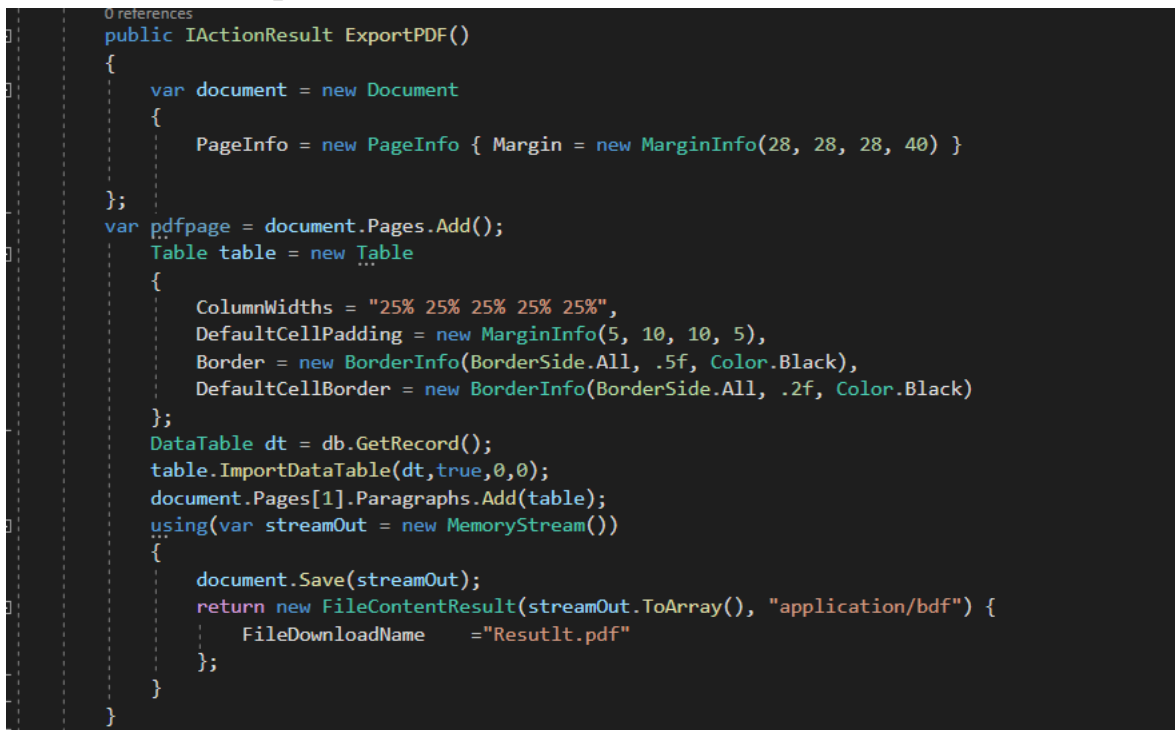 0 references
public IActionResult ExportPDF()
{
var document = new Document
{
PageInfo = new PageInfo { Margin = new MarginInfo(28, 28, 28, 40) }
};
var pdfpage = document.Pages.Add();
Table table = new Table
{
ColumnWidths = "25% 25% 25% 25% 25%",
DefaultCellPadding = new MarginInfo(5, 10, 10, 5),
Border = new BorderInfo(BorderSide.All, .5f, Color.Black),
DefaultCellBorder = new BorderInfo(BorderSide.All, .2f, Color.Black)
};
DataTable dt = db.GetRecord();
table.ImportDataTable(dt,true,0,0);
document.Pages[1].Paragraphs.Add(table);
using(var streamOut = new MemoryStream())
{
document.Save(streamOut);
return new FileContentResult(streamOut.ToArray(), "application/bdf") {
FileDownloadName    ="Resutlt.pdf"
};
}
}